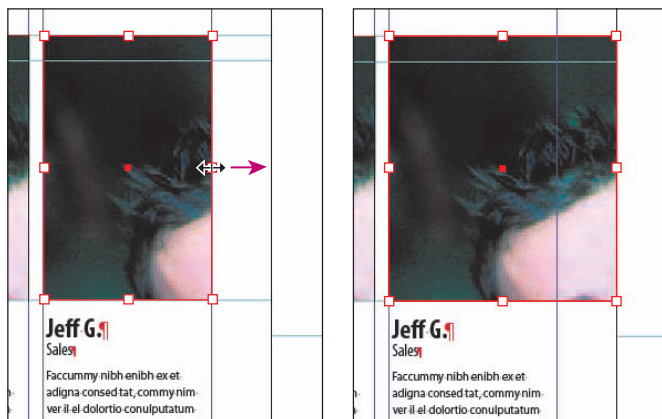 Jeff G.¶
Sales¶
Faccummy nibh enibh ex et
adigna consed tat, commy nim-
ver il el dolortio conulputatum
Jeff G.¶
Sales¶
Faccummy nibh enibh ex et
adigna consed tat, commy nim-
ver il el dolortio conulputatum